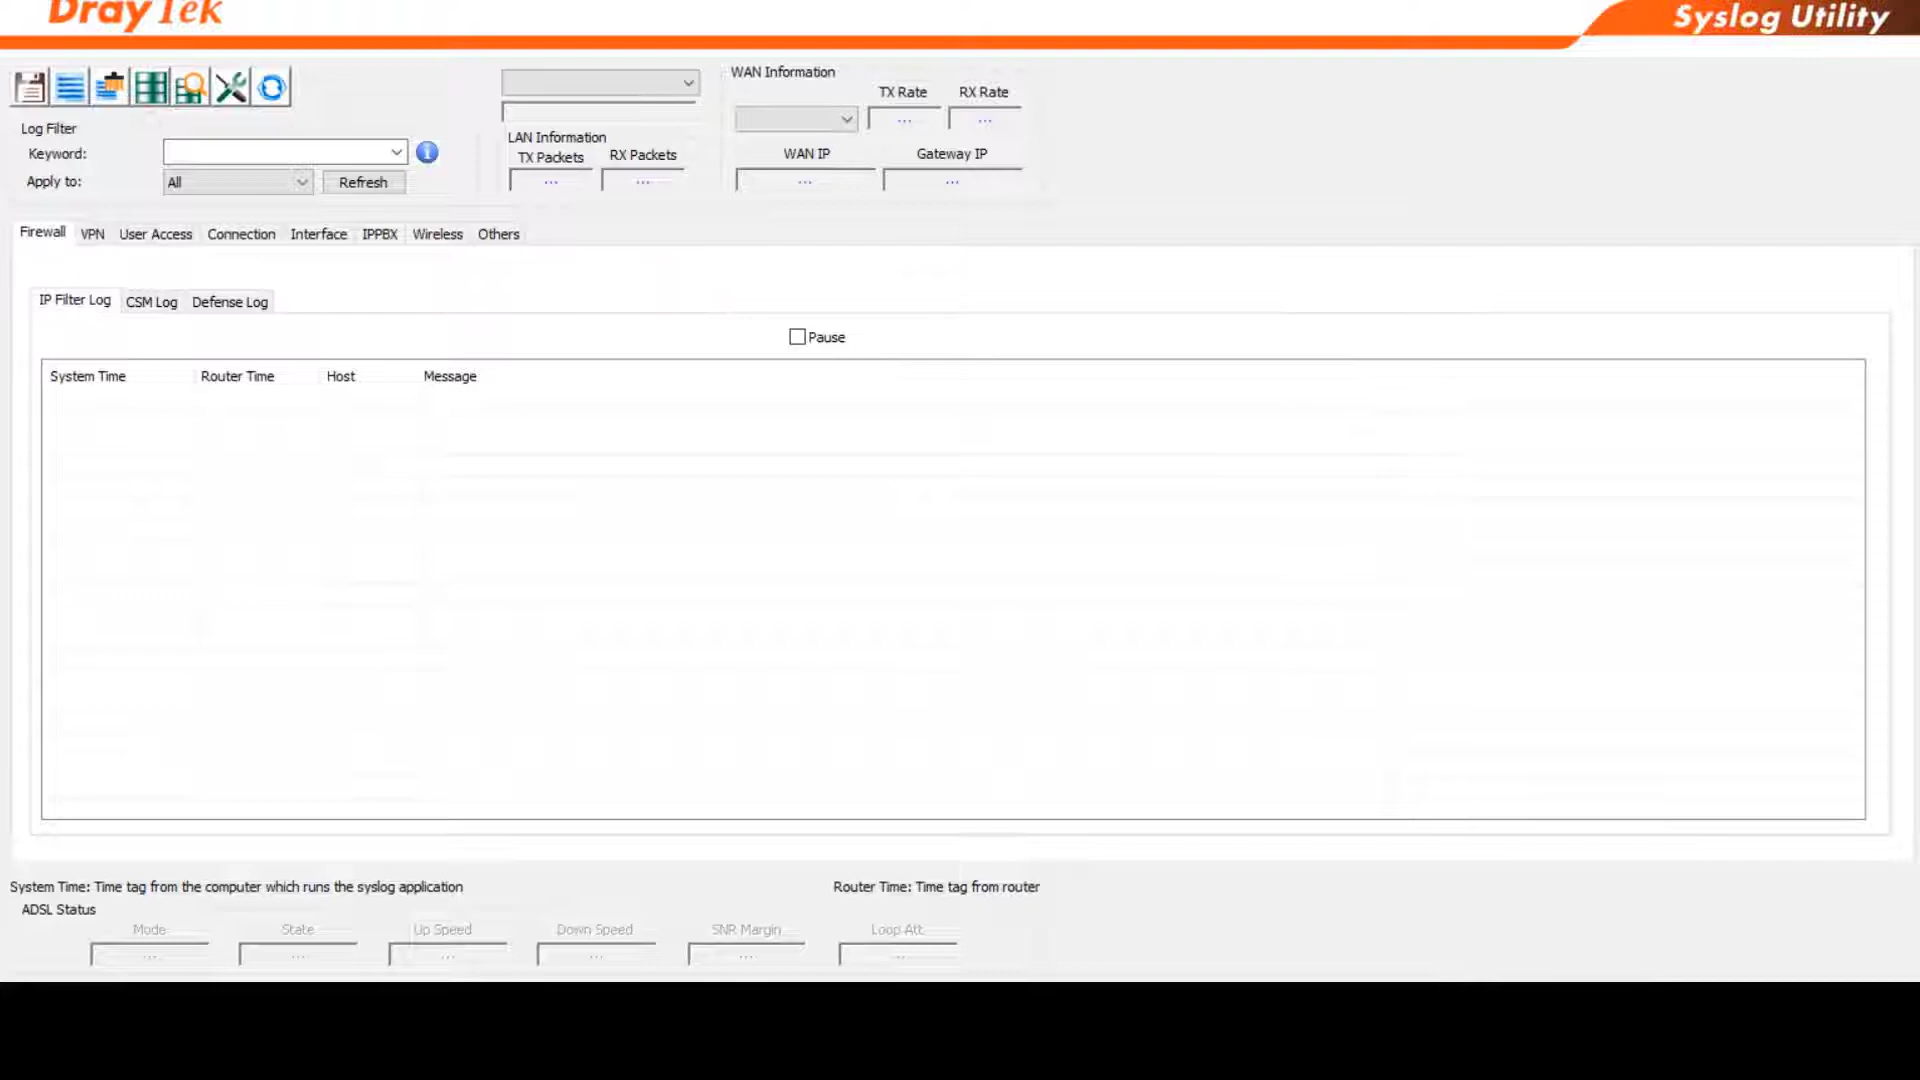 DrayTek
Syslog Utility
WAN Information
TX Rate RX Rate
... ...
Log Filter
Keyword:
Apply to: All Refresh
LAN Information
TX Packets RX Packets
... ...
WAN IP Gateway IP
... ...
Firewall VPN User Access Connection Interface IPPBX Wireless Others
IP Filter Log CSM Log Defense Log
Pause
System Time Router Time Host Message
System Time: Time tag from the computer which runs the syslog application Router Time: Time tag from router
ADSL Status
Mode State Up Speed Down Speed SNR Margin Loop Att.
... ... ... ... ... ...